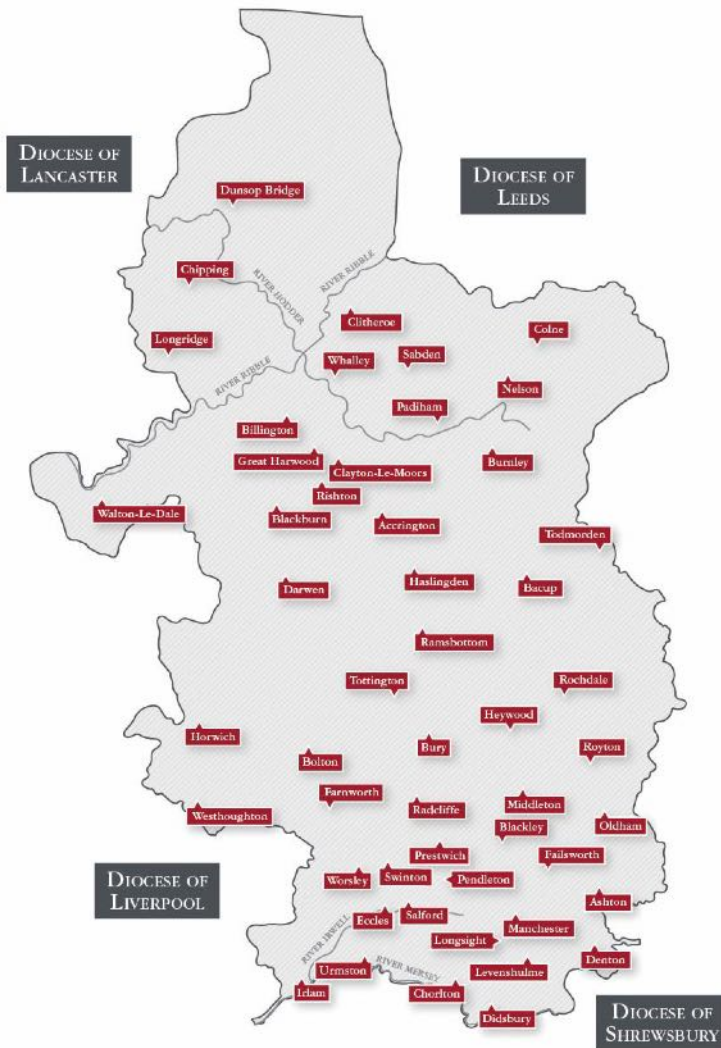 DIOCESE OF
LANCASTER
DIOCESE OF
LEEDS
Dunsop Bridge
Chipping
RIVER HODDER
RIVER RIBBLE
Clitheroe
Colne
Longridge
Whalley
Sabden
RIVER RIBBLE
Nelson
Padiham
Billington
Great Harwood
Clayton-Le-Moors
Burnley
Rishton
Walton-Le-Dale
Blackburn
Accrington
Todmorden
Darwen
Haslingden
Bacup
Ramsbottom
Tottington
Rochdale
Heywood
Horwich
Bury
Royton
Bolton
Farnworth
Westhoughton
Radcliffe
Middleton
Blackley
Oldham
Prestwich
Failsworth
DIOCESE OF
LIVERPOOL
Worsley
Swinton
Pendleton
Ashton
Eccles
Salford
RIVER IRWELL
Longsight
Manchester
Urmston
RIVER MERSEY
Levenshulme
Denton
Irlam
Chorlton
Didsbury
DIOCESE OF
SHREWSBURY